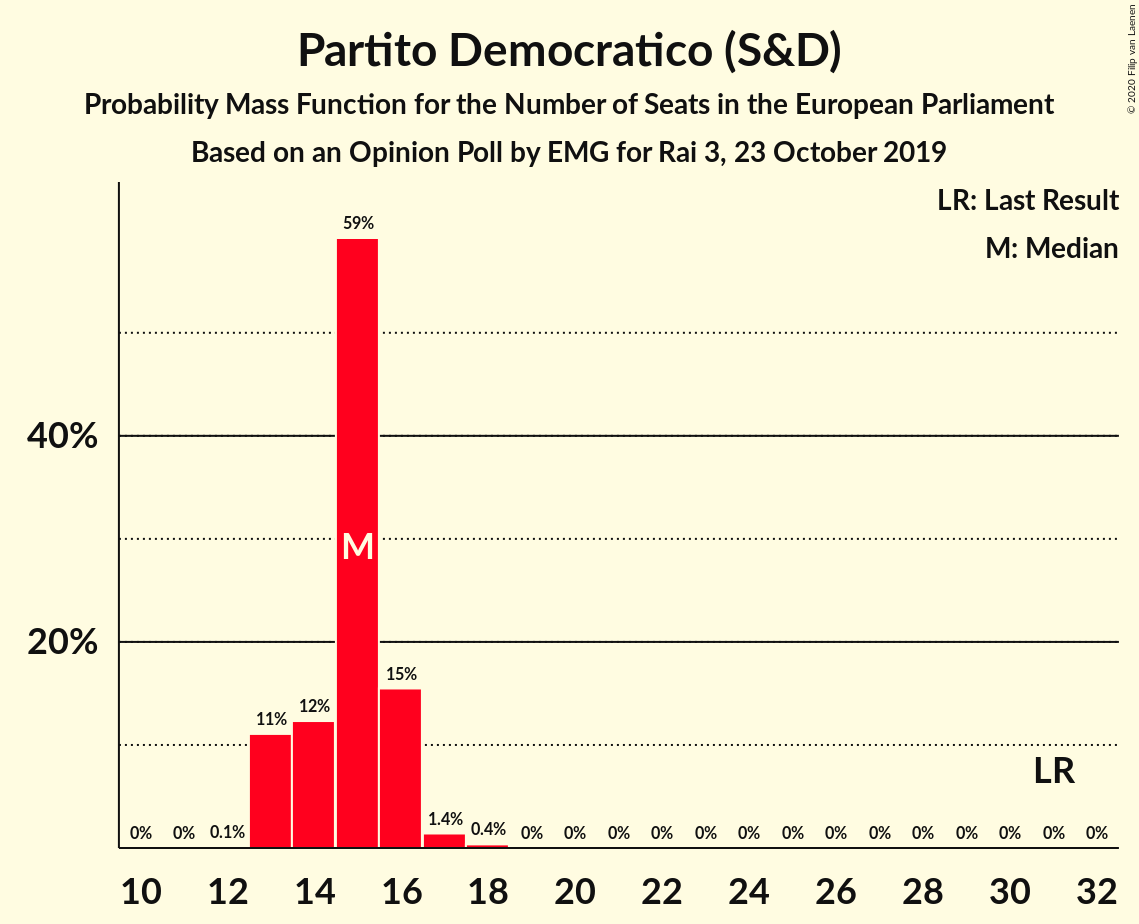 Partito Democratico (S&D)
Probability Mass Function for the Number of Seats in the European Parliament
Based on an Opinion Poll by EMG for Rai 3, 23 October 2019
© 2020 Filip van Laenen
LR: Last Result
M: Median
59%
40%
M
20%
15%
12%
11%
LR
0% 0% 0.1% 1.4% 0.4% 0% 0% 0% 0% 0% 0% 0% 0% 0% 0% 0% 0% 0% 0%
10 12 14 16 18 20 22 24 26 28 30 32